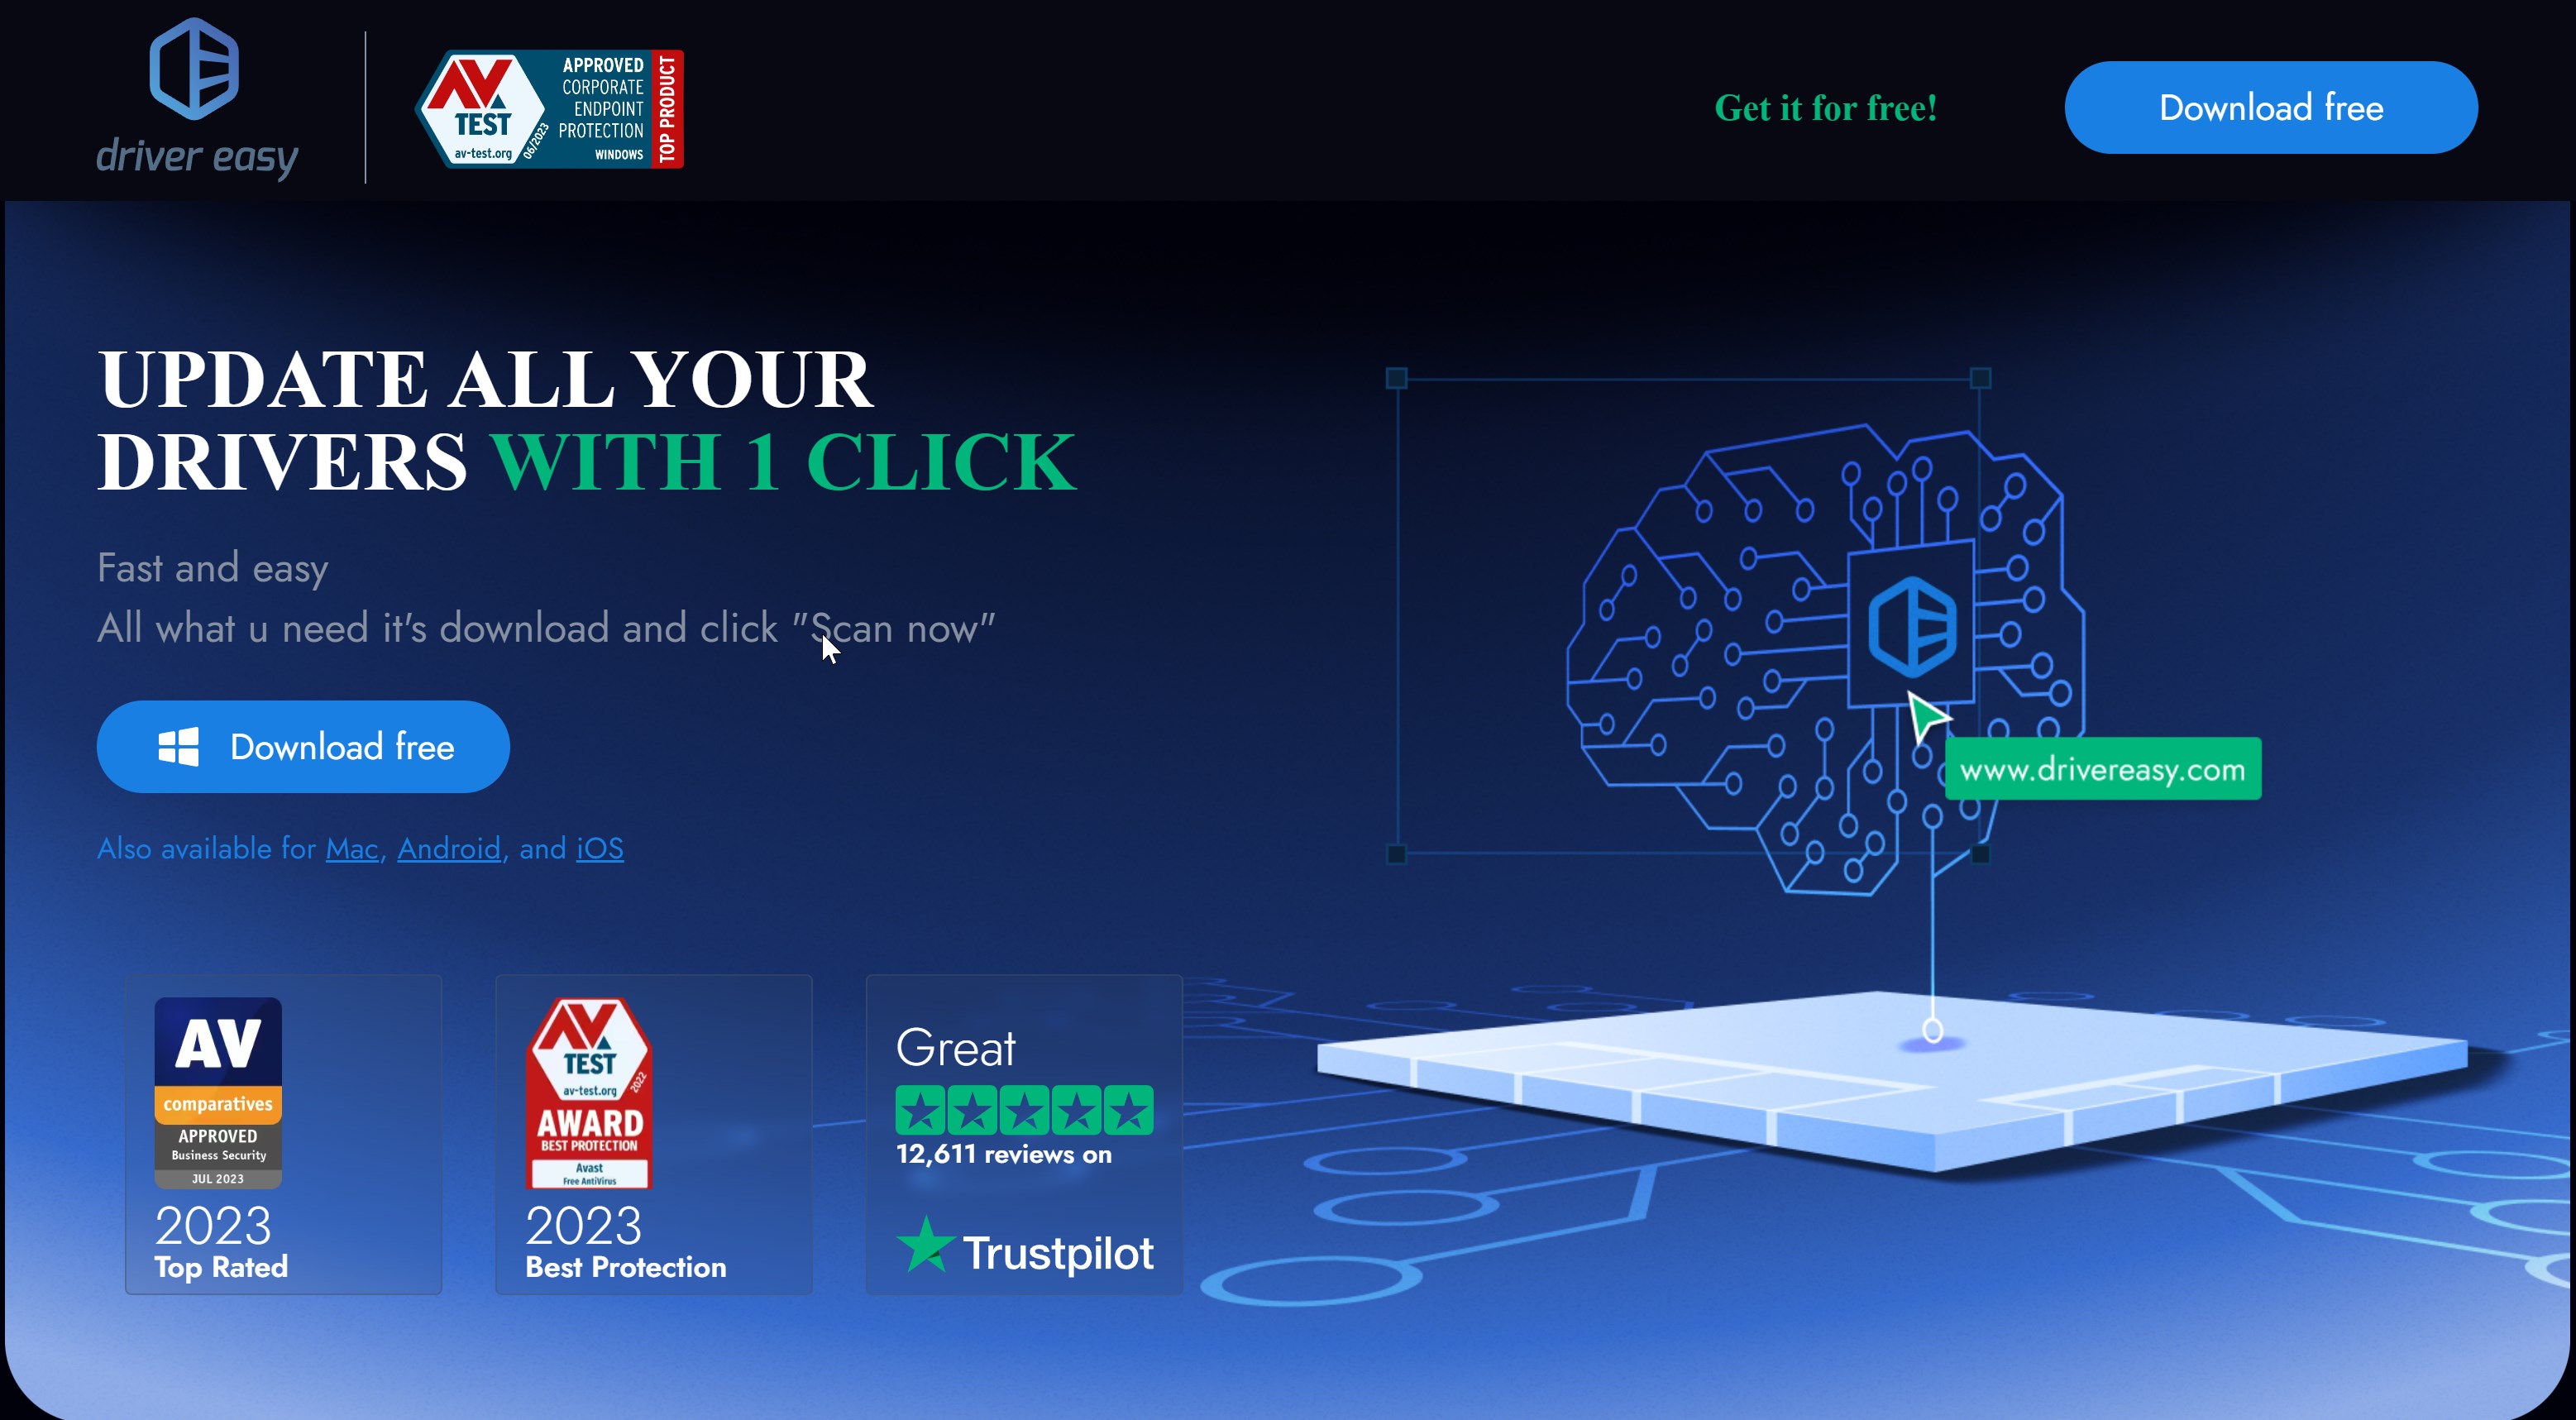 driver easy
AV
TEST
av-test.org
06/2023
APPROVED
CORPORATE
ENDPOINT
PROTECTION
WINDOWS
TOP PRODUCT
Get it for free!
Download free
UPDATE ALL YOUR
DRIVERS WITH 1 CLICK
Fast and easy
All what u need it's download and click "Scan now"
Download free
Also available for Mac, Android, and iOS
www.drivereasy.com
AV
comparatives
APPROVED
Business Security
JUL 2023
2023
Top Rated
AV
TEST
av-test.org
2022
AWARD
BEST PROTECTION
Avast
Free AntiVirus
2023
Best Protection
Great
12,611 reviews on
Trustpilot